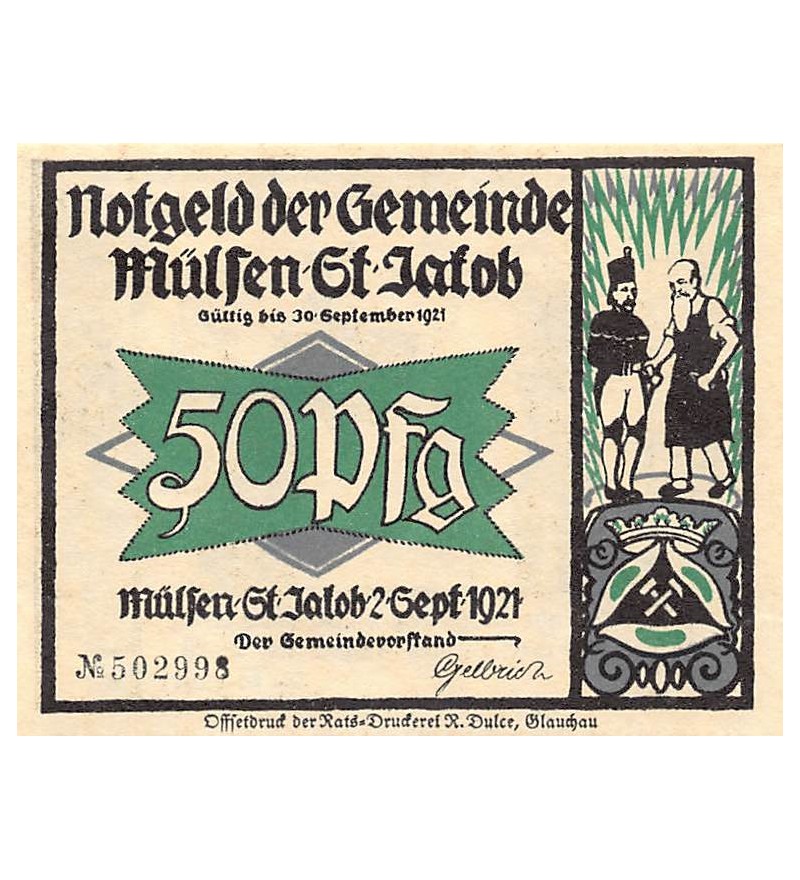 Notgeld der Gemeinde
Mülsen·St·Jakob
Gültig bis 30·September 1921
50 Pfg
Mülsen·St·Jakob·2·Sept·1921
Der Gemeindevorstand
№ 502998
Gellrich
Offsetdruck der Rats=Druckerei R. Dulce, Glauchau